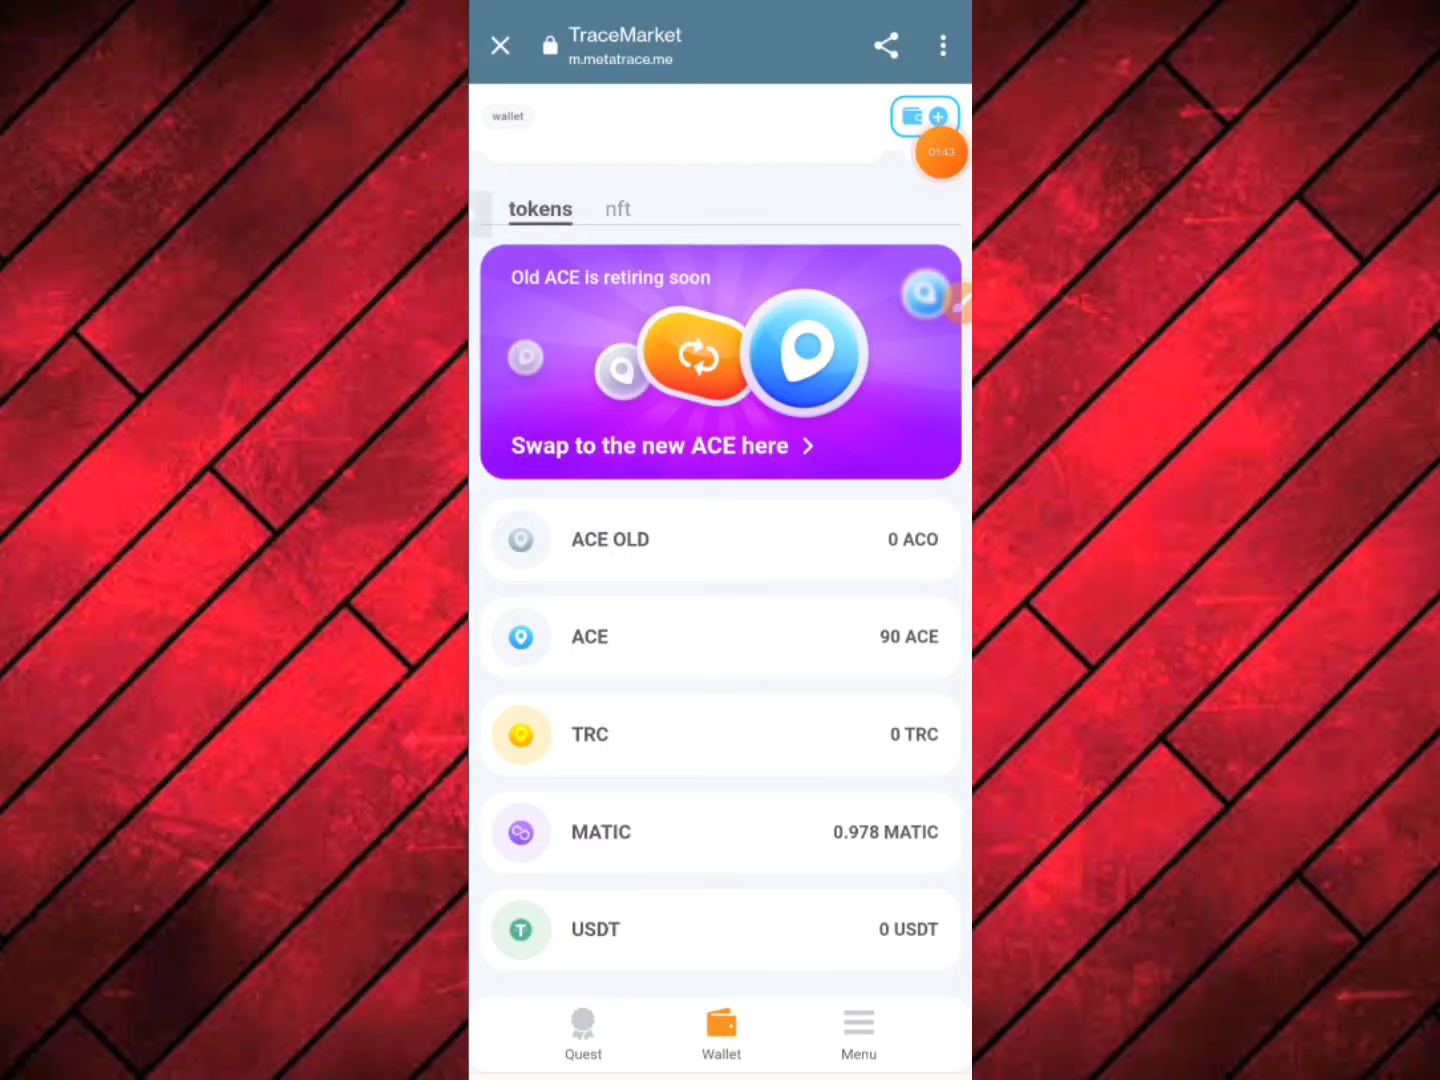 TraceMarket
m.metatrace.me
wallet
01:43
tokens nft
Old ACE is retiring soon
Swap to the new ACE here
ACE OLD 0 ACO
ACE 90 ACE
TRC 0 TRC
MATIC 0.978 MATIC
USDT 0 USDT
Quest Wallet Menu